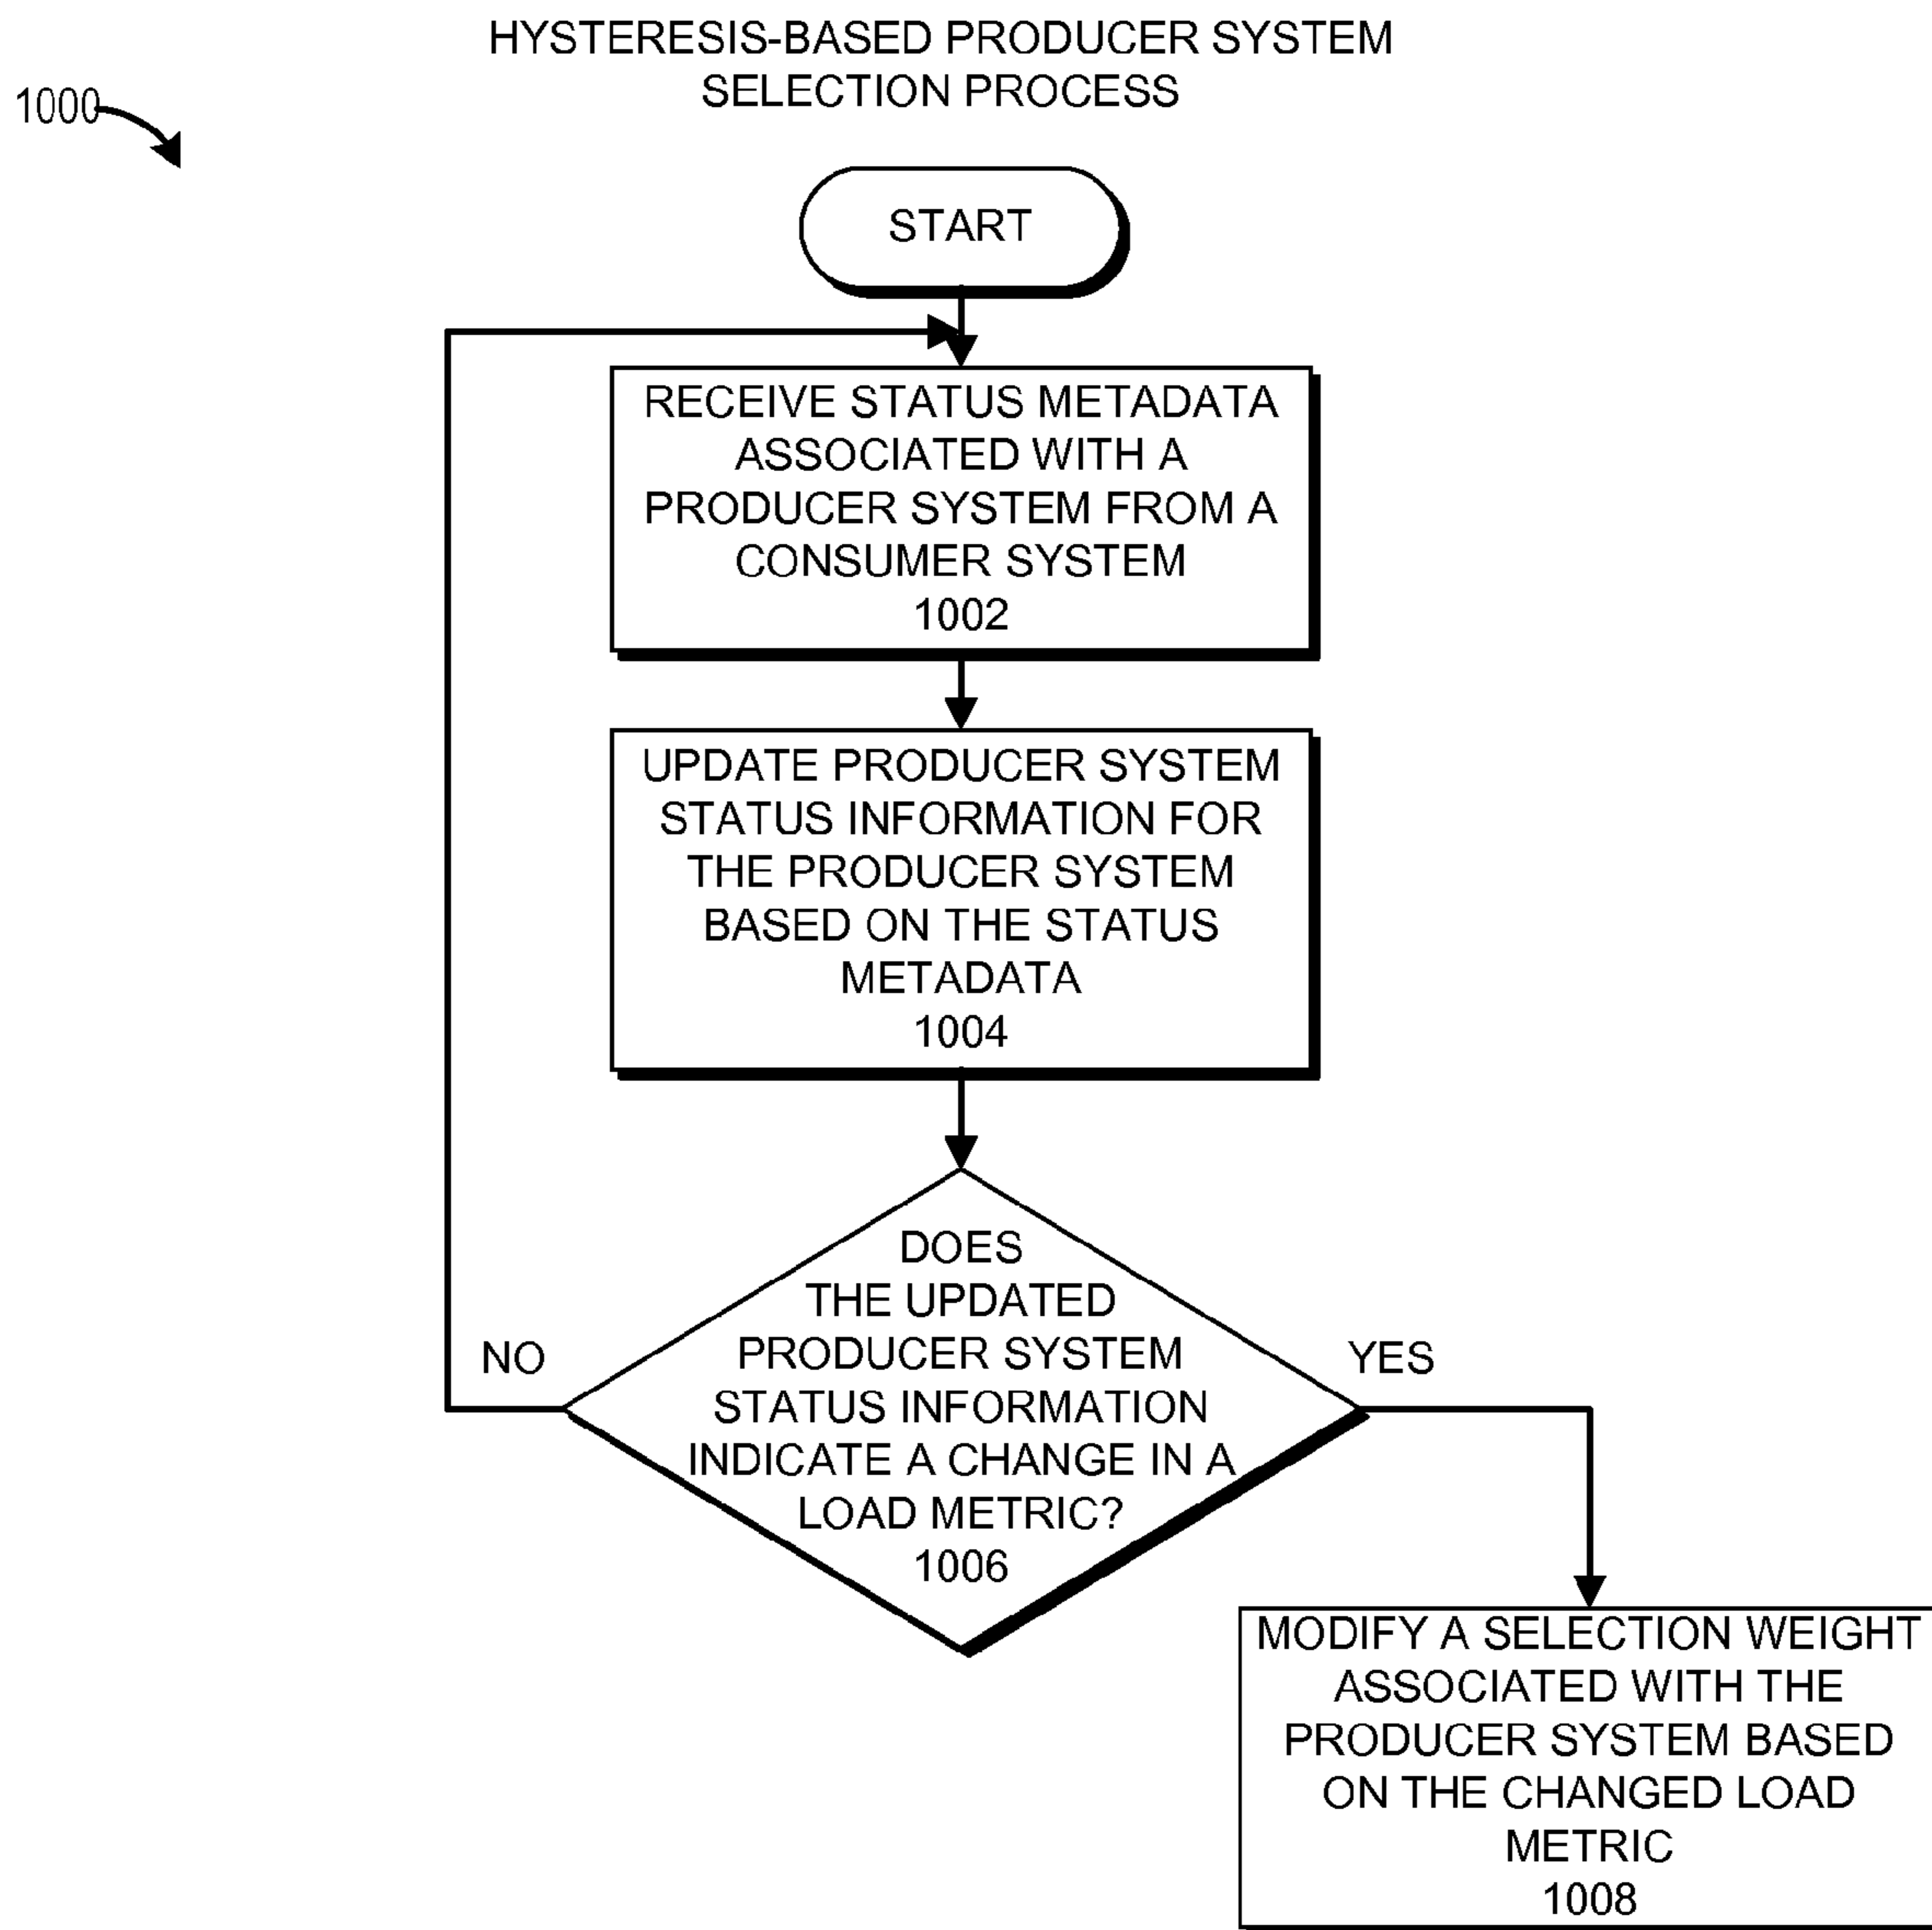 HYSTERESIS-BASED PRODUCER SYSTEM
SELECTION PROCESS
1000
START
RECEIVE STATUS METADATA
ASSOCIATED WITH A
PRODUCER SYSTEM FROM A
CONSUMER SYSTEM
1002
UPDATE PRODUCER SYSTEM
STATUS INFORMATION FOR
THE PRODUCER SYSTEM
BASED ON THE STATUS
METADATA
1004
DOES
THE UPDATED
PRODUCER SYSTEM
STATUS INFORMATION
INDICATE A CHANGE IN A
LOAD METRIC?
1006
NO
YES
MODIFY A SELECTION WEIGHT
ASSOCIATED WITH THE
PRODUCER SYSTEM BASED
ON THE CHANGED LOAD
METRIC
1008